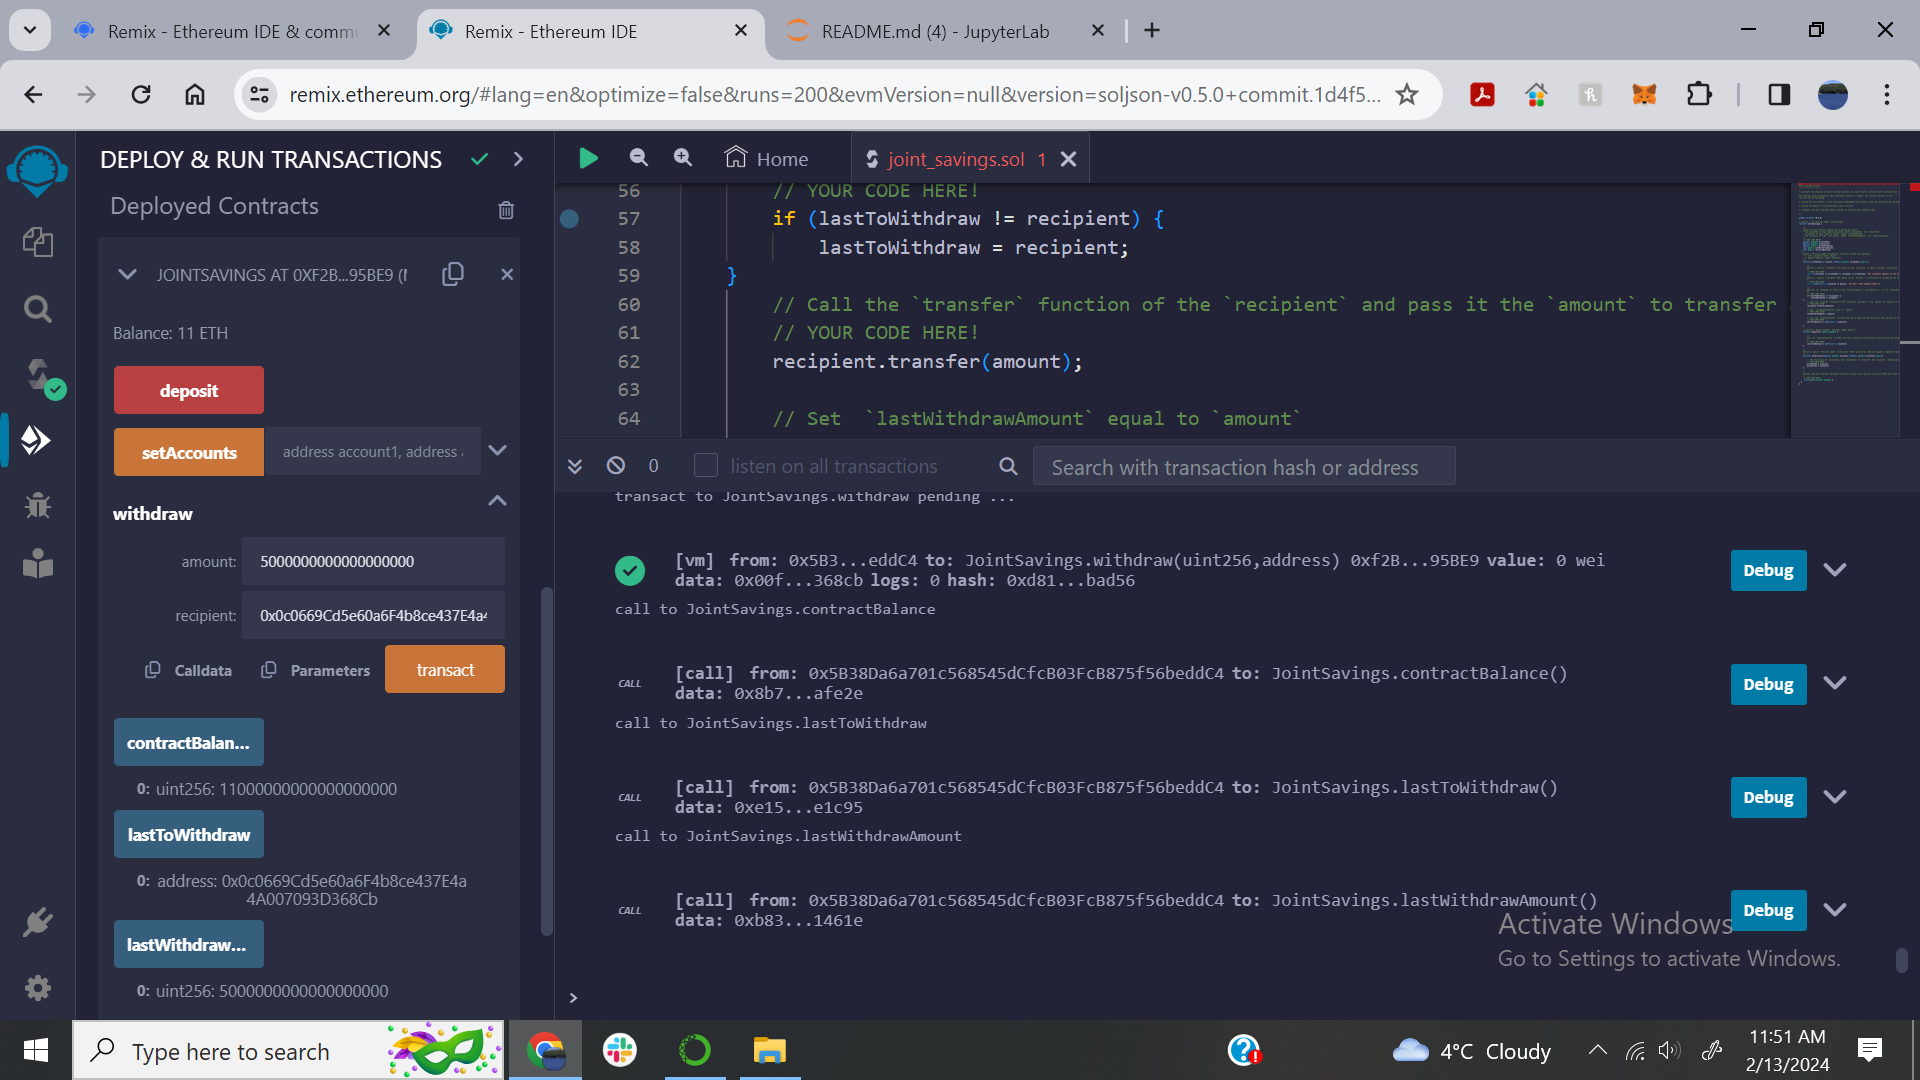 Remix - Ethereum IDE & comm
Remix - Ethereum IDE
README.md (4) - JupyterLab
remix.ethereum.org/#lang=en&optimize=false&runs=200&evmVersion=null&version=soljson-v0.5.0+commit.1d4f5...
DEPLOY & RUN TRANSACTIONS
Deployed Contracts
JOINTSAVINGS AT 0XF2B...95BE9 (
Balance: 11 ETH
deposit
setAccounts
address account1, address
withdraw
amount:
5000000000000000000
recipient:
0x0c0669Cd5e60a6F4b8ce437E4a4
Calldata
Parameters
transact
contractBalan...
0: uint256: 11000000000000000000
lastToWithdraw
0: address: 0x0c0669Cd5e60a6F4b8ce437E4a
4A007093D368Cb
lastWithdraw...
0: uint256: 5000000000000000000
Home
joint_savings.sol 1
56 // YOUR CODE HERE!
57 if (lastToWithdraw != recipient) {
58 lastToWithdraw = recipient;
59 }
60 // Call the `transfer` function of the `recipient` and pass it the `amount` to transfer
61 // YOUR CODE HERE!
62 recipient.transfer(amount);
63
64 // Set  `lastWithdrawAmount` equal to `amount`
0
listen on all transactions
Search with transaction hash or address
transact to JointSavings.withdraw pending ...
[vm] from: 0x5B3...eddC4 to: JointSavings.withdraw(uint256,address) 0xf2B...95BE9 value: 0 wei
data: 0x00f...368cb logs: 0 hash: 0xd81...bad56
Debug
call to JointSavings.contractBalance
CALL
[call] from: 0x5B38Da6a701c568545dCfcB03FcB875f56beddC4 to: JointSavings.contractBalance()
data: 0x8b7...afe2e
Debug
call to JointSavings.lastToWithdraw
CALL
[call] from: 0x5B38Da6a701c568545dCfcB03FcB875f56beddC4 to: JointSavings.lastToWithdraw()
data: 0xe15...e1c95
Debug
call to JointSavings.lastWithdrawAmount
CALL
[call] from: 0x5B38Da6a701c568545dCfcB03FcB875f56beddC4 to: JointSavings.lastWithdrawAmount()
data: 0xb83...1461e
Debug
Activate Windows
Go to Settings to activate Windows.
>
Type here to search
4°C Cloudy
11:51 AM
2/13/2024